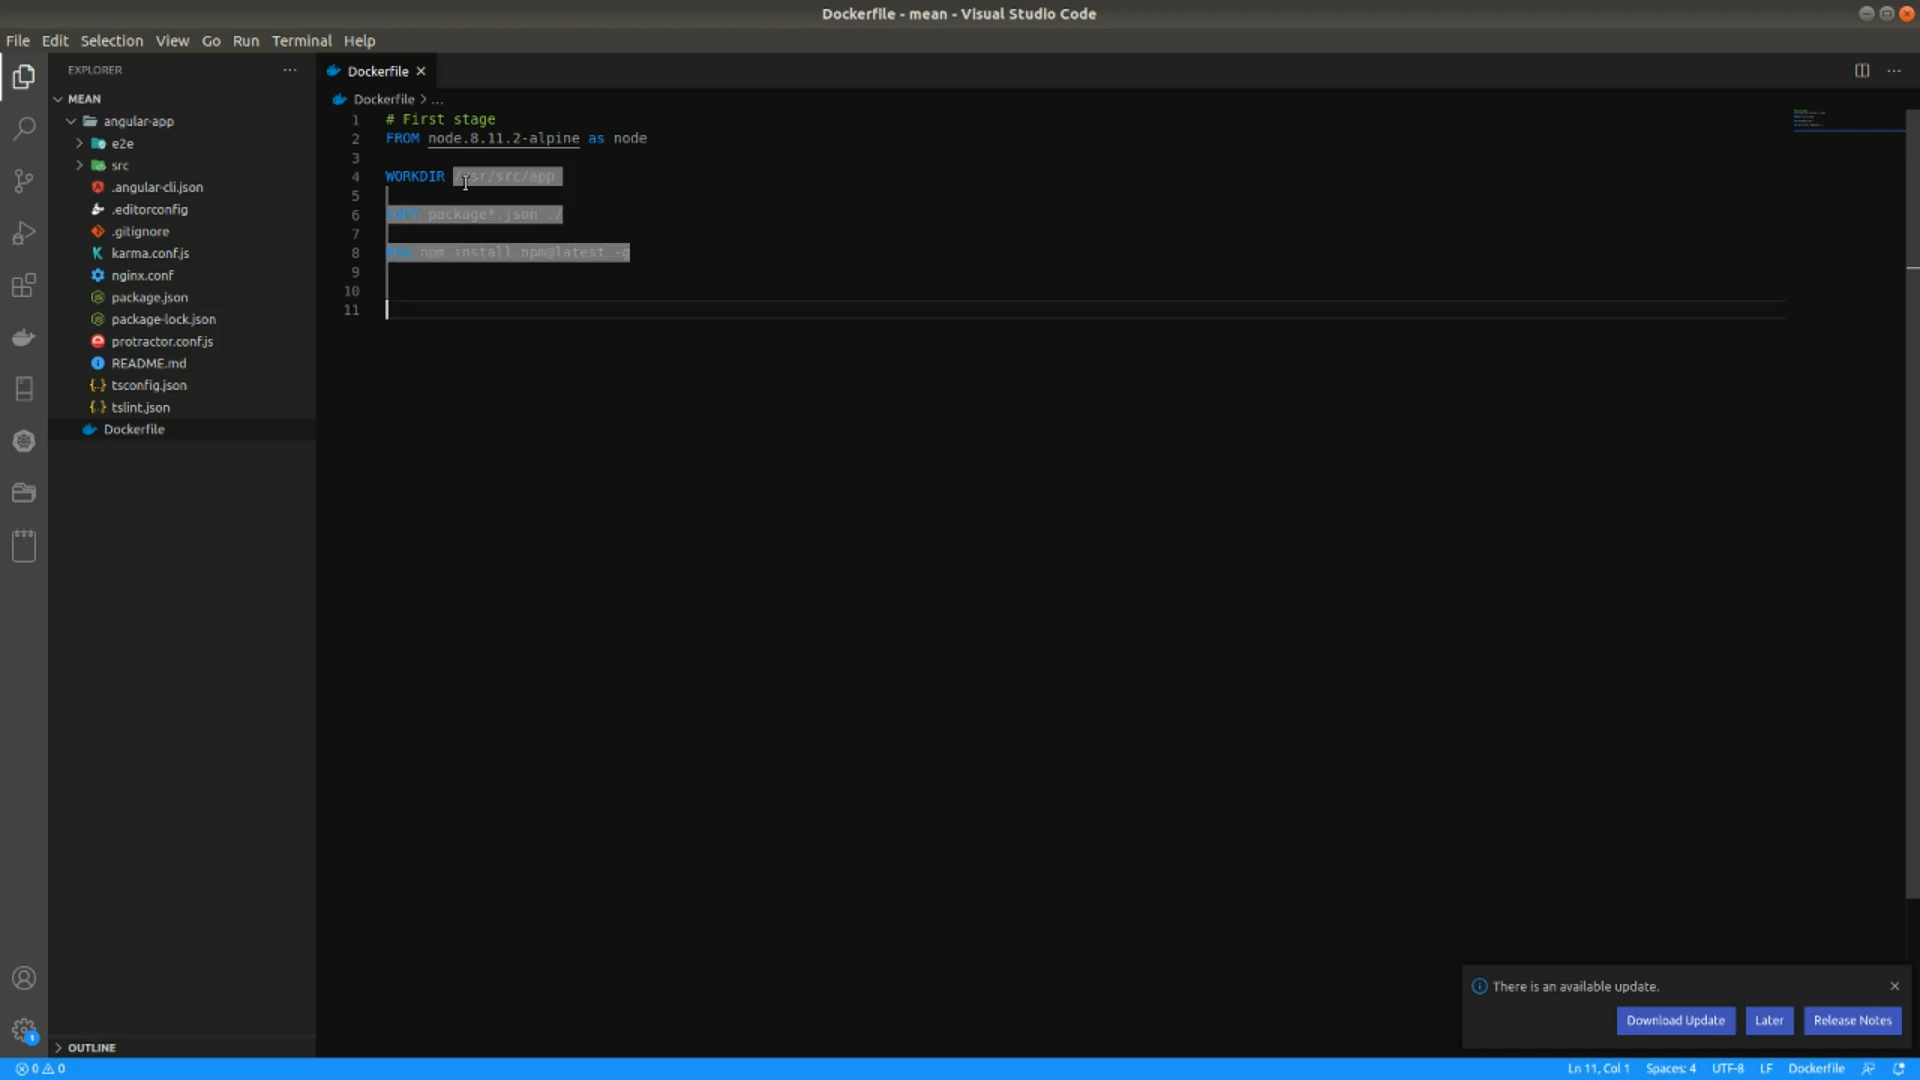 Dockerfile - mean - Visual Studio Code
File Edit Selection View Go Run Terminal Help
EXPLORER
Dockerfile
MEAN
Dockerfile > ...
angular-app
e2e
src
.angular-cli.json
.editorconfig
.gitignore
karma.conf.js
nginx.conf
package.json
package-lock.json
protractor.conf.js
README.md
tsconfig.json
tslint.json
Dockerfile
1 # First stage
2 FROM node.8.11.2-alpine as node
3
4 WORKDIR /usr/src/app
5
6 COPY package*.json ./
7
8 RUN npm install npm@latest -g
9
10
11
There is an available update.
Download Update Later Release Notes
1
OUTLINE
0 0 Ln 11, Col 1 Spaces: 4 UTF-8 LF Dockerfile